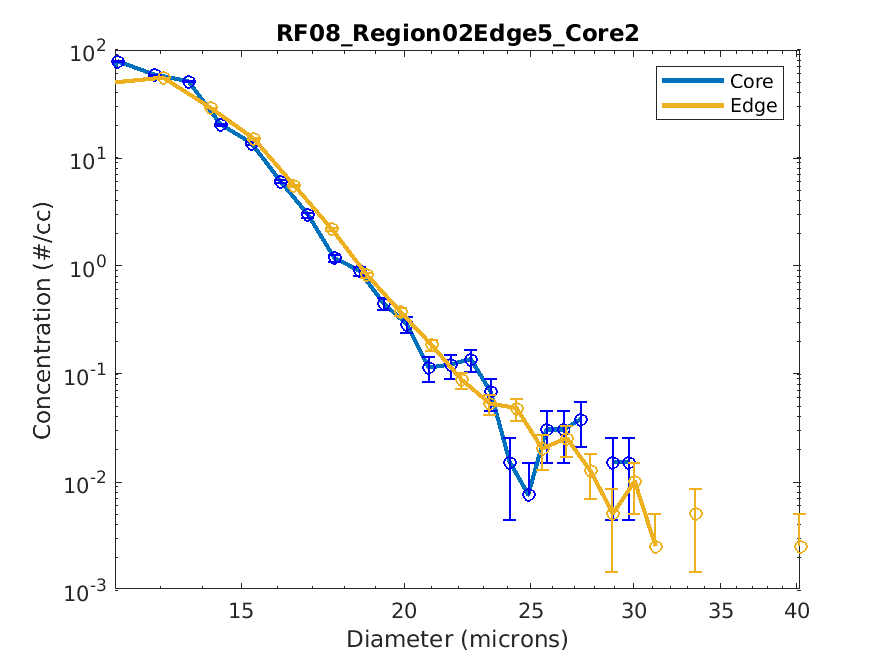 RF08_Region02Edge5_Core2
Core
Edge
10^2
10^1
10^0
10^-1
10^-2
10^-3
Concentration (#/cc)
15 20 25 30 35 40
Diameter (microns)